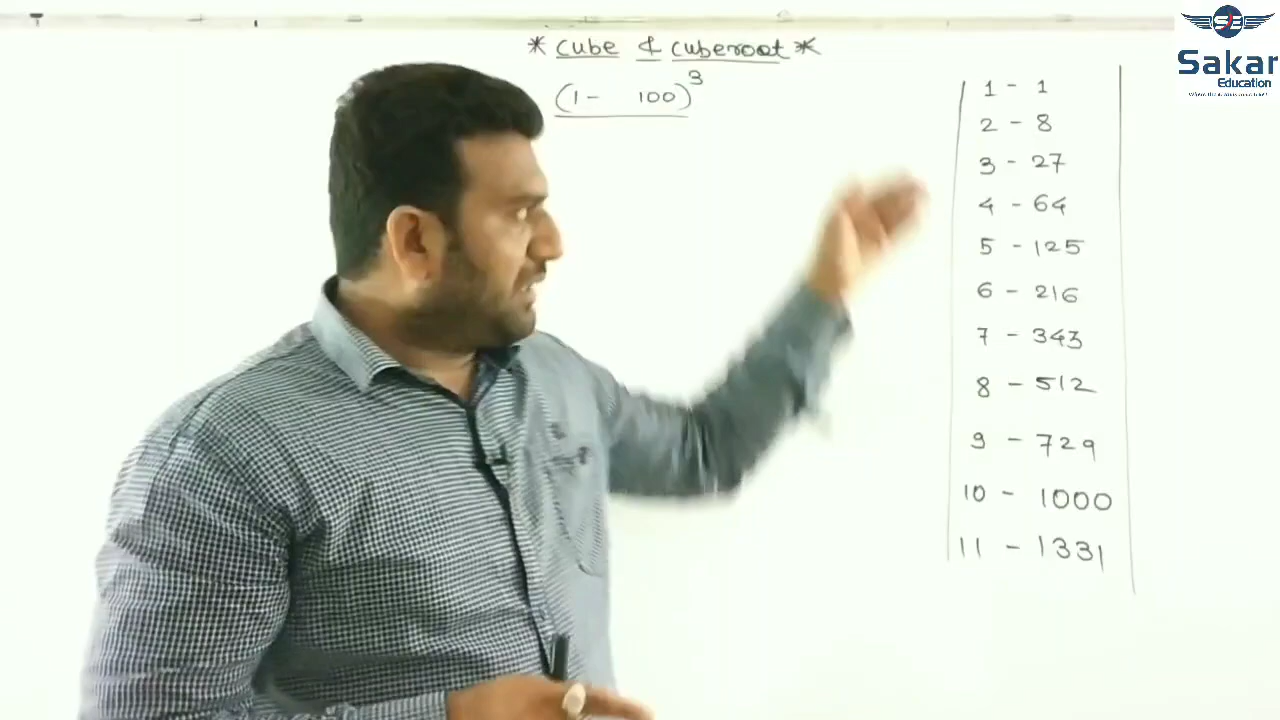 * cube & cuberoot *
(1 - 100)³
1 - 1
2 - 8
3 - 27
4 - 64
5 - 125
6 - 216
7 - 343
8 - 512
9 - 729
10 - 1000
11 - 1331
Sakar
Education